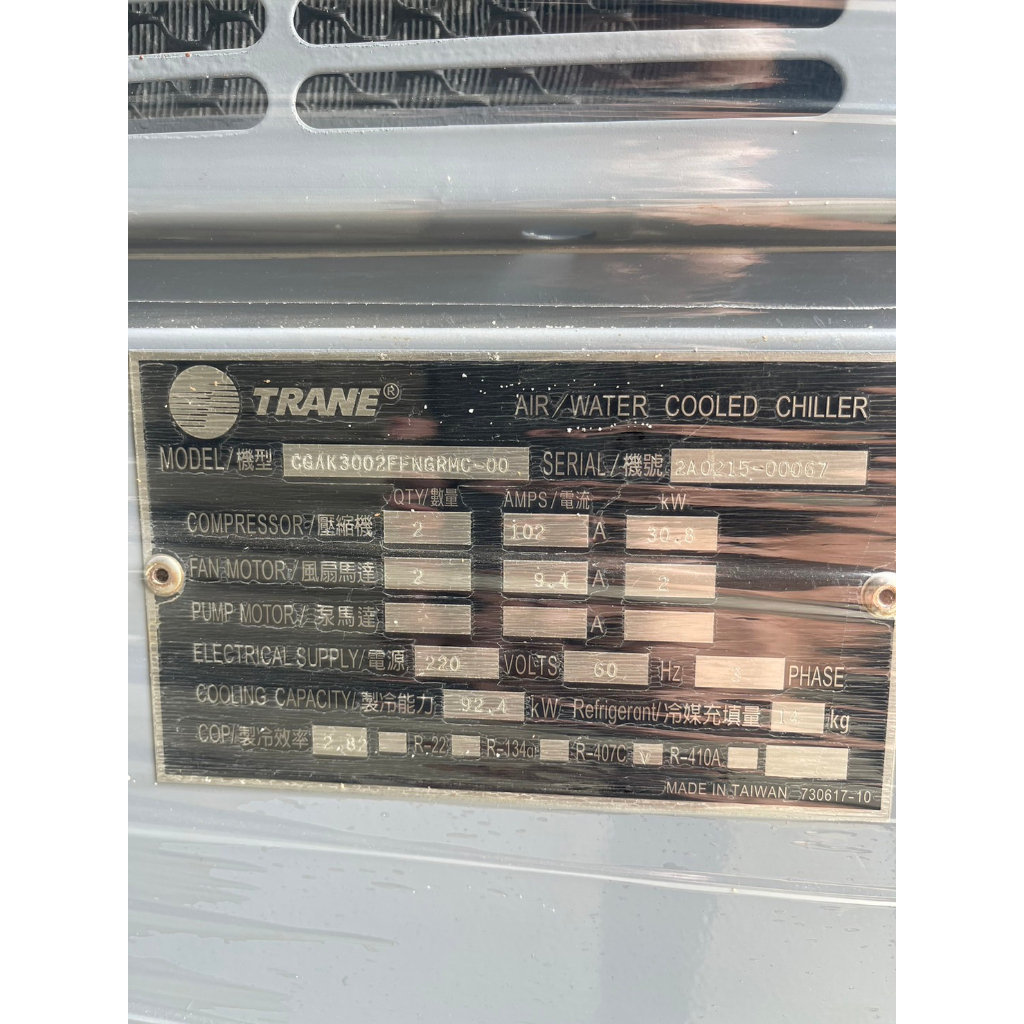 TRANE® AIR/WATER COOLED CHILLER
MODEL/機型 CGAK3002FFNGRMC-00 SERIAL/機號 2A0215-00067
QTY/數量 AMPS/電流 kW
COMPRESSOR/壓縮機 2 102 A 30.8
FAN MOTOR/風扇馬達 2 9.4 A 2
PUMP MOTOR/泵馬達 A
ELECTRICAL SUPPLY/電源 220 VOLTS 60 Hz 3 PHASE
COOLING CAPACITY/製冷能力 92.4 kW Refrigerant/冷媒充填量 kg
COP/製冷效率 2.82 R-22 R-134a R-407C V R-410A
MADE IN TAIWAN 730617-10